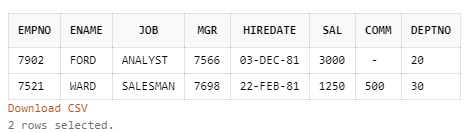 EMPNO ENAME JOB MGR HIREDATE SAL COMM DEPTNO
7902 FORD ANALYST 7566 03-DEC-81 3000 - 20
7521 WARD SALESMAN 7698 22-FEB-81 1250 500 30
Download CSV
2 rows selected.